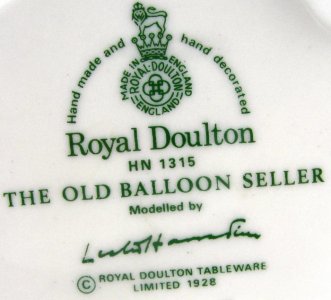 Hand made and hand decorated
MADE IN ENGLAND
ROYAL·DOULTON
ENGLAND
Royal Doulton
HN 1315
THE OLD BALLOON SELLER
Modelled by
© ROYAL DOULTON TABLEWARE
LIMITED 1928